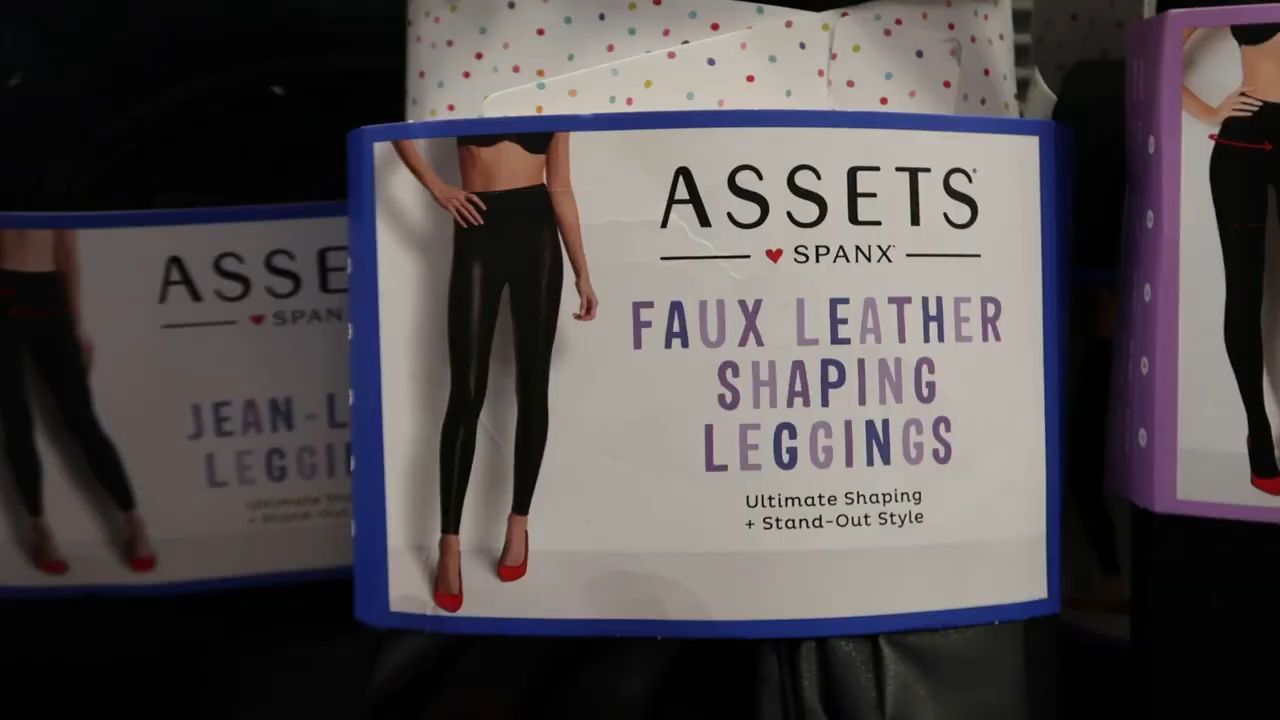 ASSETS
SPANX
FAUX LEATHER
SHAPING
LEGGINGS
Ultimate Shaping
+ Stand-Out Style
ASSE
SPAN
JEAN-L
LEGGI